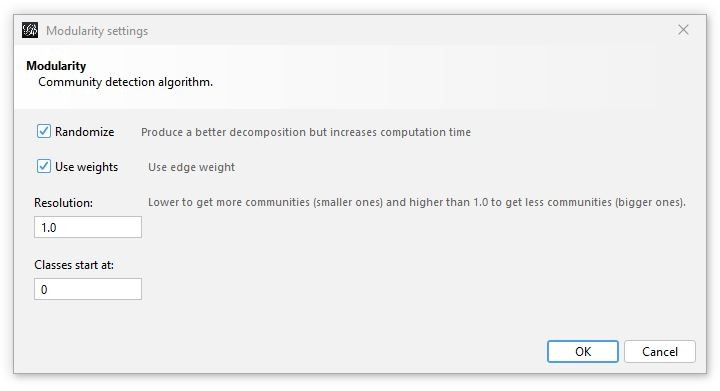 Modularity settings
Modularity
Community detection algorithm.
Randomize Produce a better decomposition but increases computation time
Use weights Use edge weight
Resolution: Lower to get more communities (smaller ones) and higher than 1.0 to get less communities (bigger ones).
1.0
Classes start at:
0
OK Cancel